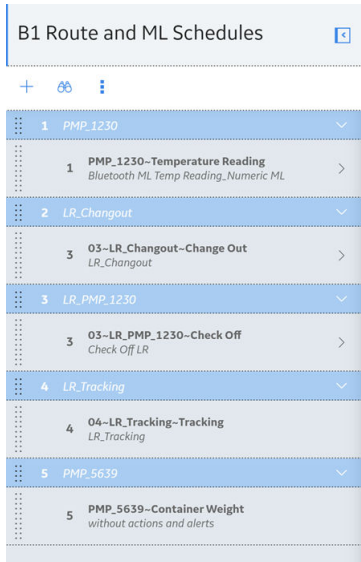 B1 Route and ML Schedules
1 PMP_1230
1 PMP_1230~Temperature Reading
Bluetooth ML Temp Reading_Numeric ML
2 LR_Changout
3 03~LR_Changout~Change Out
LR_Changout
3 LR_PMP_1230
3 03~LR_PMP_1230~Check Off
Check Off LR
4 LR_Tracking
4 04~LR_Tracking~Tracking
LR_Tracking
5 PMP_5639
5 PMP_5639~Container Weight
without actions and alerts